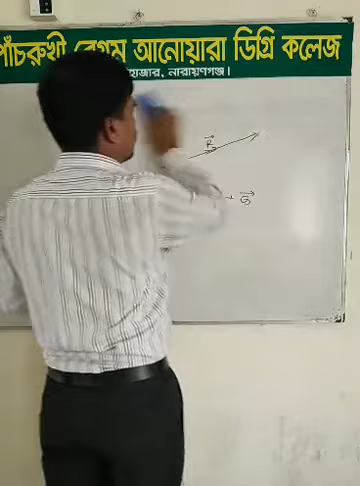 পাঁচরুখী বেগম আনোয়ারা ডিগ্রি কলেজ
হাজার, নারায়ণগঞ্জ।
R⃗
+ Q⃗